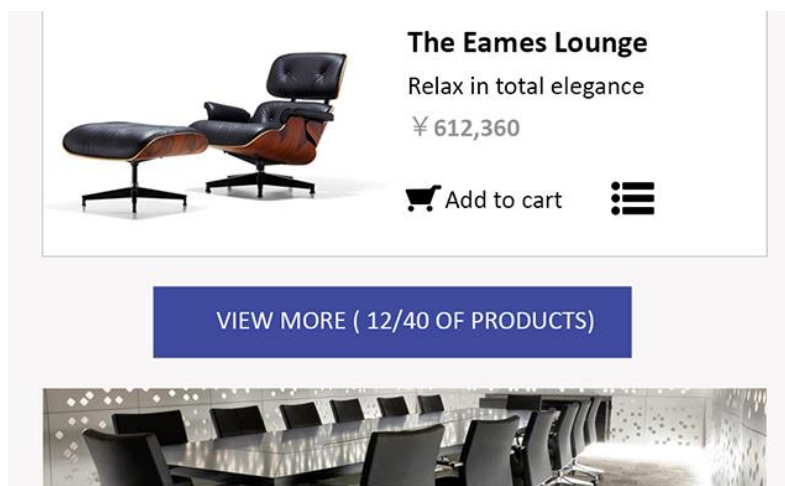 The Eames Lounge
Relax in total elegance
￥612,360
Add to cart
VIEW MORE ( 12/40 OF PRODUCTS)